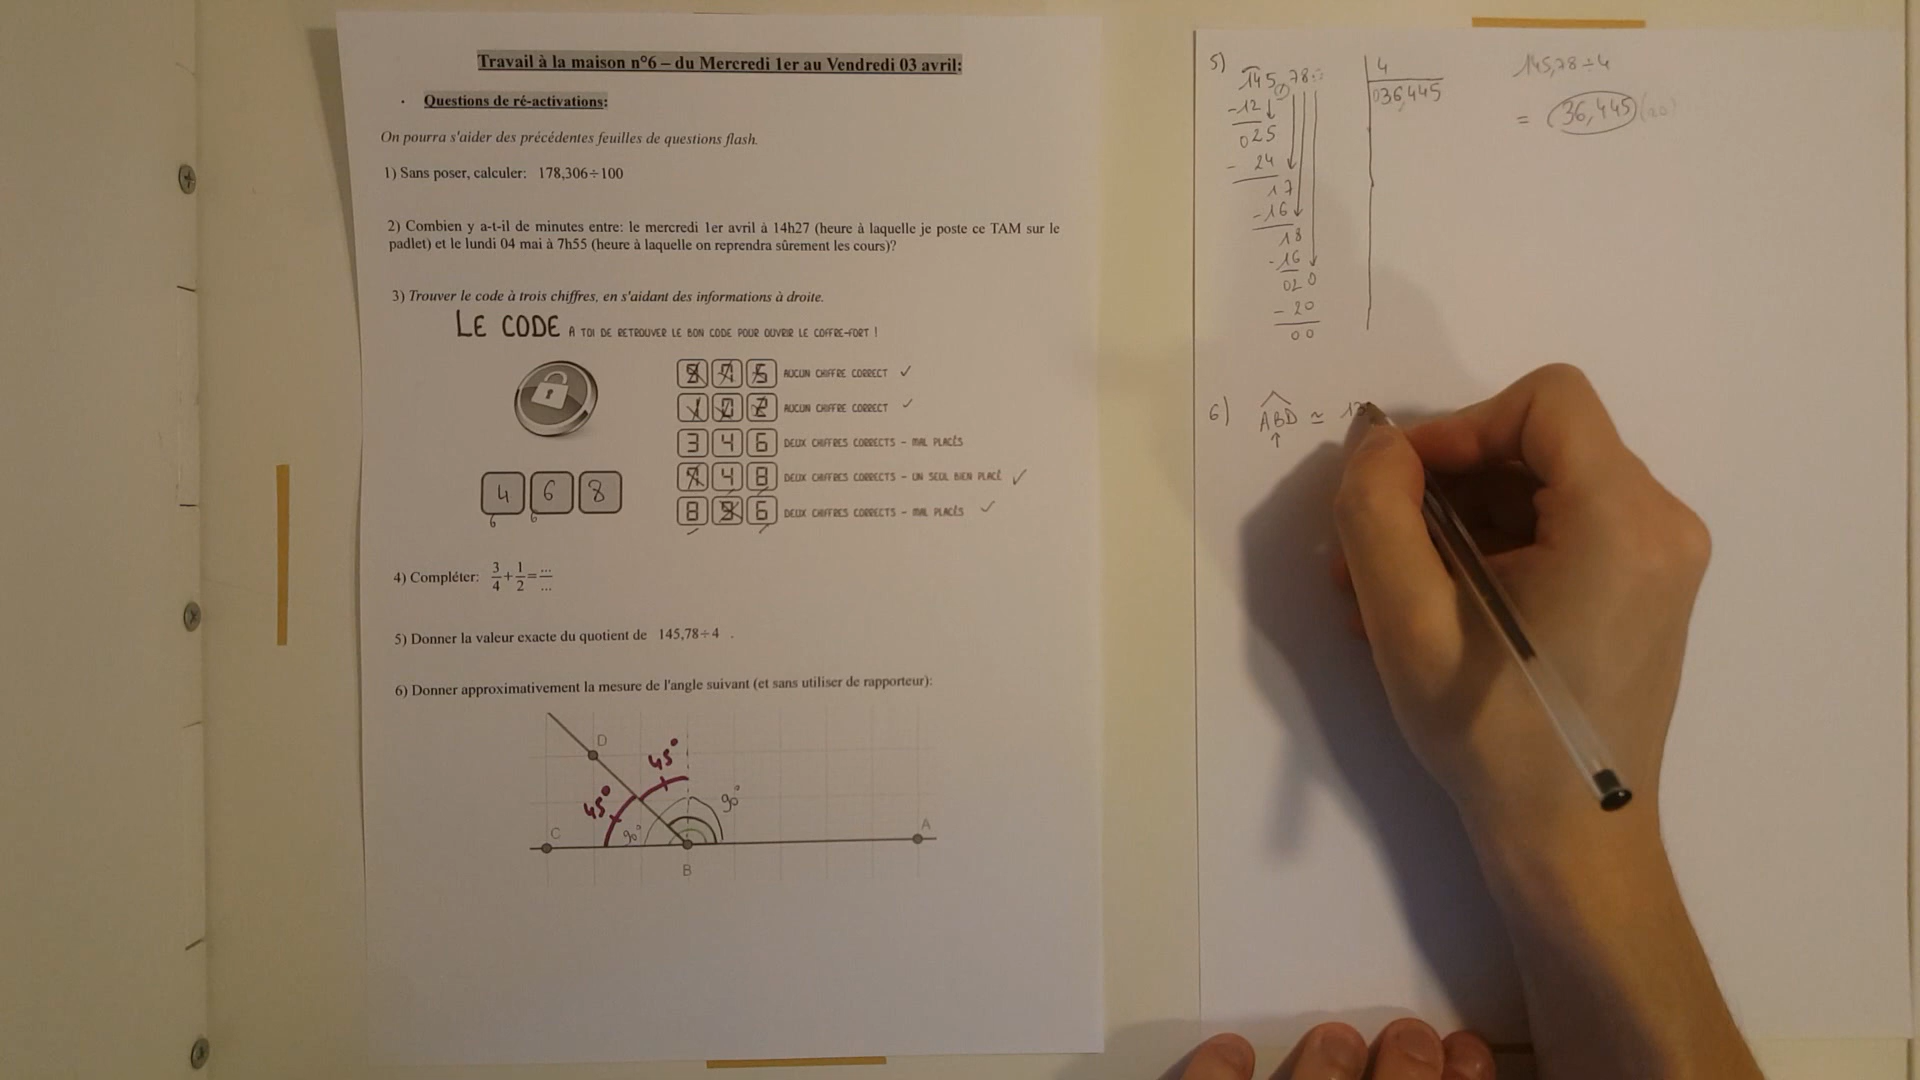 Travail à la maison n°6 – du Mercredi 1er au Vendredi 03 avril:
· Questions de ré-activations:
On pourra s'aider des précédentes feuilles de questions flash.
1) Sans poser, calculer: 178,306÷100
2) Combien y a-t-il de minutes entre: le mercredi 1er avril à 14h27 (heure à laquelle je poste ce TAM sur le
padlet) et le lundi 04 mai à 7h55 (heure à laquelle on reprendra sûrement les cours)?
3) Trouver le code à trois chiffres, en s'aidant des informations à droite.
LE CODE A TOI DE RETROUVER LE BON CODE POUR OUVRIR LE COFFRE-FORT !
AUCUN CHIFFRE CORRECT ✓
AUCUN CHIFFRE CORRECT ✓
3 4 6 DEUX CHIFFRES CORRECTS - MAL PLACÉS
7 4 8 DEUX CHIFFRES CORRECTS - UN SEUL BIEN PLACÉ ✓
8 9 6 DEUX CHIFFRES CORRECTS - MAL PLACÉS ✓
4 6 8
6 6
4) Compléter: 3/4+1/2=.../...
5) Donner la valeur exacte du quotient de 145,78÷4 .
6) Donner approximativement la mesure de l'angle suivant (et sans utiliser de rapporteur):
D
45°
45°
90°
90°
C
A
B
5) 145,78 4
-12 036,445
025
- 24
17
-16
18
-16
020
- 20
00
145,78÷4
= 36,445
6) ABD ≃ 13